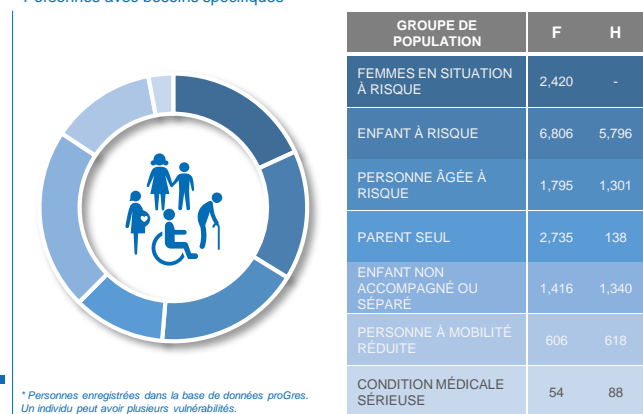 Personnes avec besoins spécifiques
GROUPE DE
POPULATION
F
H
FEMMES EN SITUATION
À RISQUE
2,420
-
ENFANT À RISQUE
6,806
5,796
PERSONNE ÂGÉE À
RISQUE
1,795
1,301
PARENT SEUL
2,735
138
ENFANT NON
ACCOMPAGNÉ OU
SÉPARÉ
1,416
1,340
PERSONNE À MOBILITÉ
RÉDUITE
606
618
CONDITION MÉDICALE
SÉRIEUSE
54
88
* Personnes enregistrées dans la base de données proGres.
Un individu peut avoir plusieurs vulnérabilités.